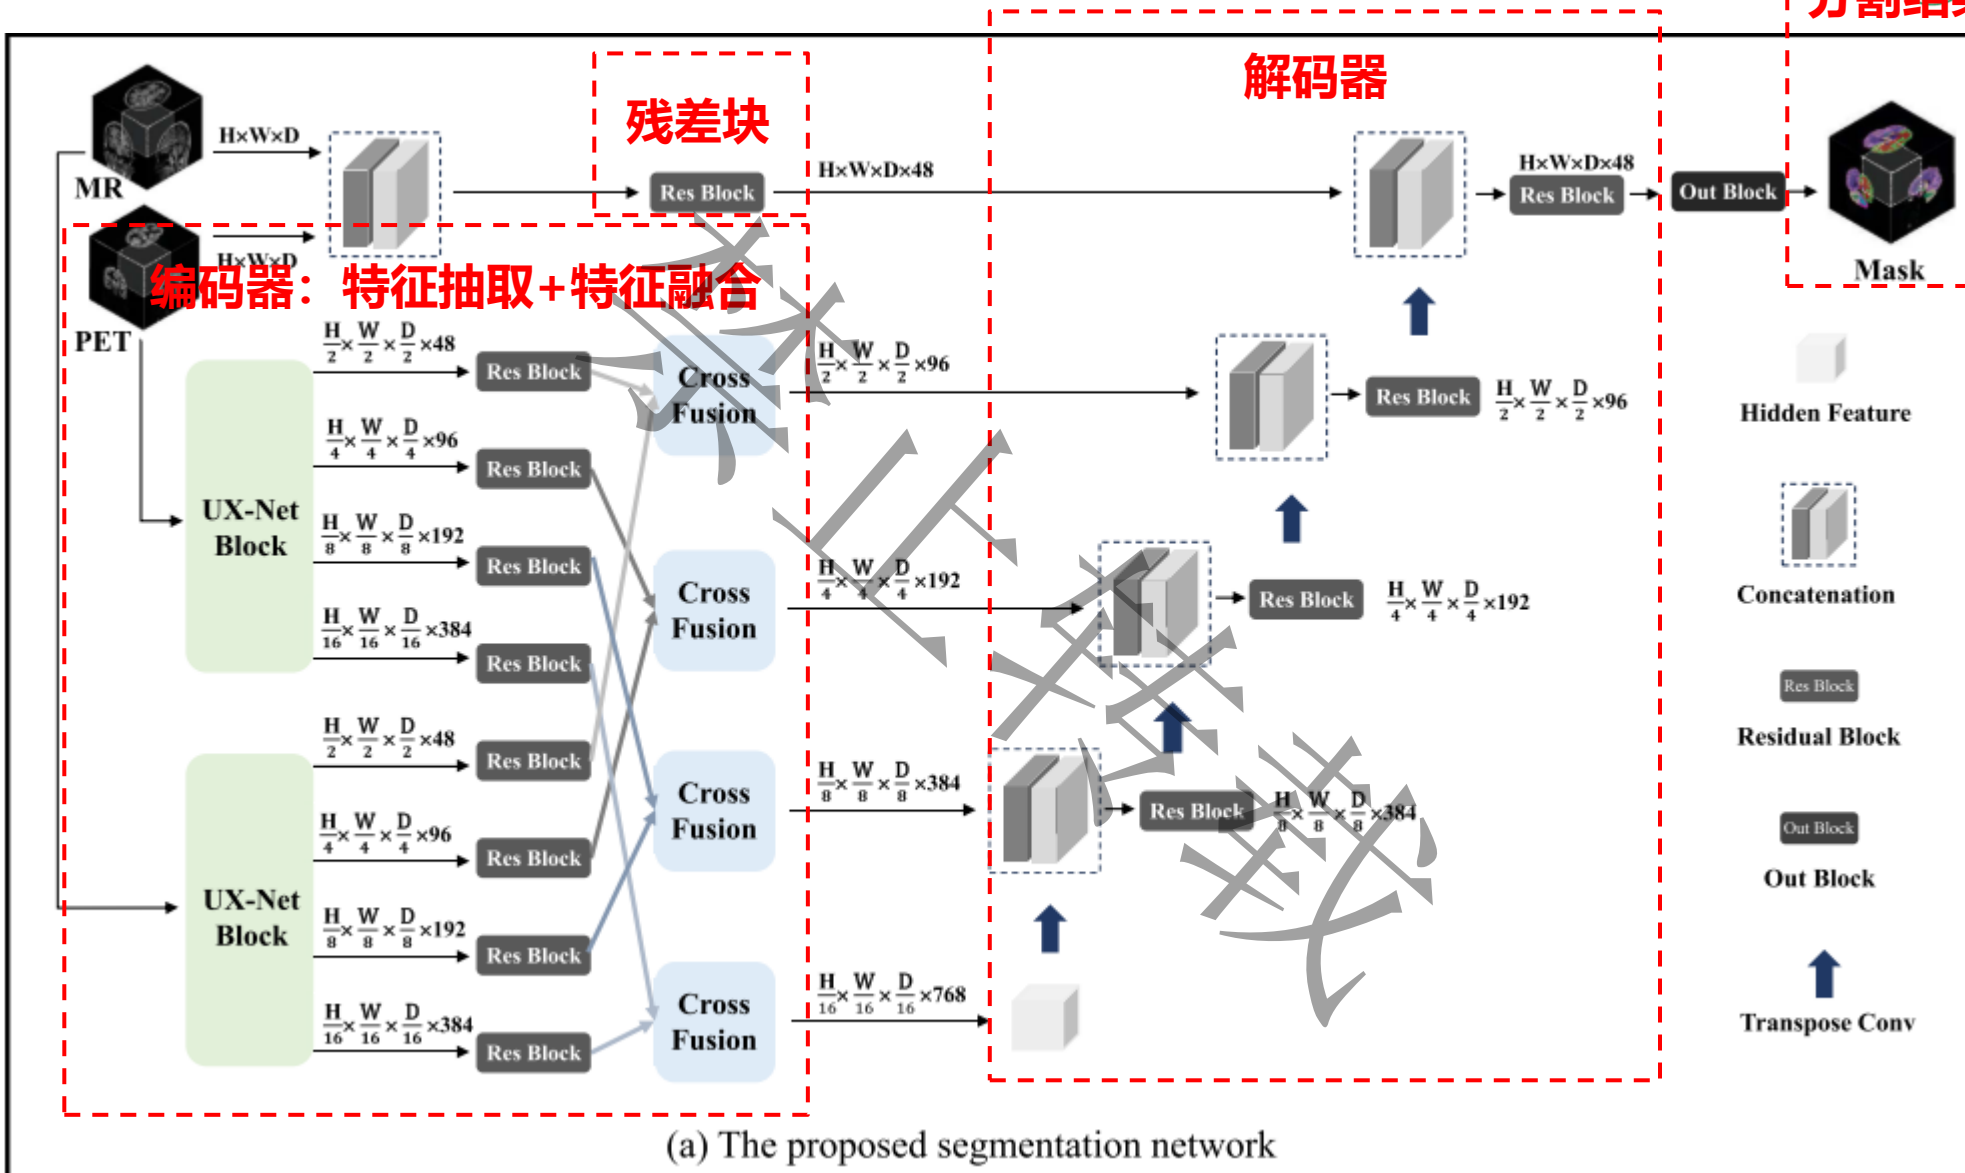 分割结果
解码器
残差块
H×W×D
MR
Res Block
H×W×D×48
H×W×D×48
Res Block
Out Block
Mask
H×W×D
编码器：特征抽取+特征融合
PET
H/2×W/2×D/2×48
Res Block
Cross
Fusion
H/2×W/2×D/2×96
Res Block
H/2×W/2×D/2×96
Hidden Feature
H/4×W/4×D/4×96
Res Block
UX-Net
Block
H/8×W/8×D/8×192
Res Block
Cross
Fusion
H/4×W/4×D/4×192
Res Block
H/4×W/4×D/4×192
Concatenation
H/16×W/16×D/16×384
Res Block
Res Block
Residual Block
H/2×W/2×D/2×48
Res Block
Cross
Fusion
H/8×W/8×D/8×384
Res Block
H/8×W/8×D/8×384
Out Block
Out Block
H/4×W/4×D/4×96
Res Block
UX-Net
Block
H/8×W/8×D/8×192
Res Block
Cross
Fusion
H/16×W/16×D/16×768
H/16×W/16×D/16×384
Res Block
Transpose Conv
禁止转载
(a) The proposed segmentation network